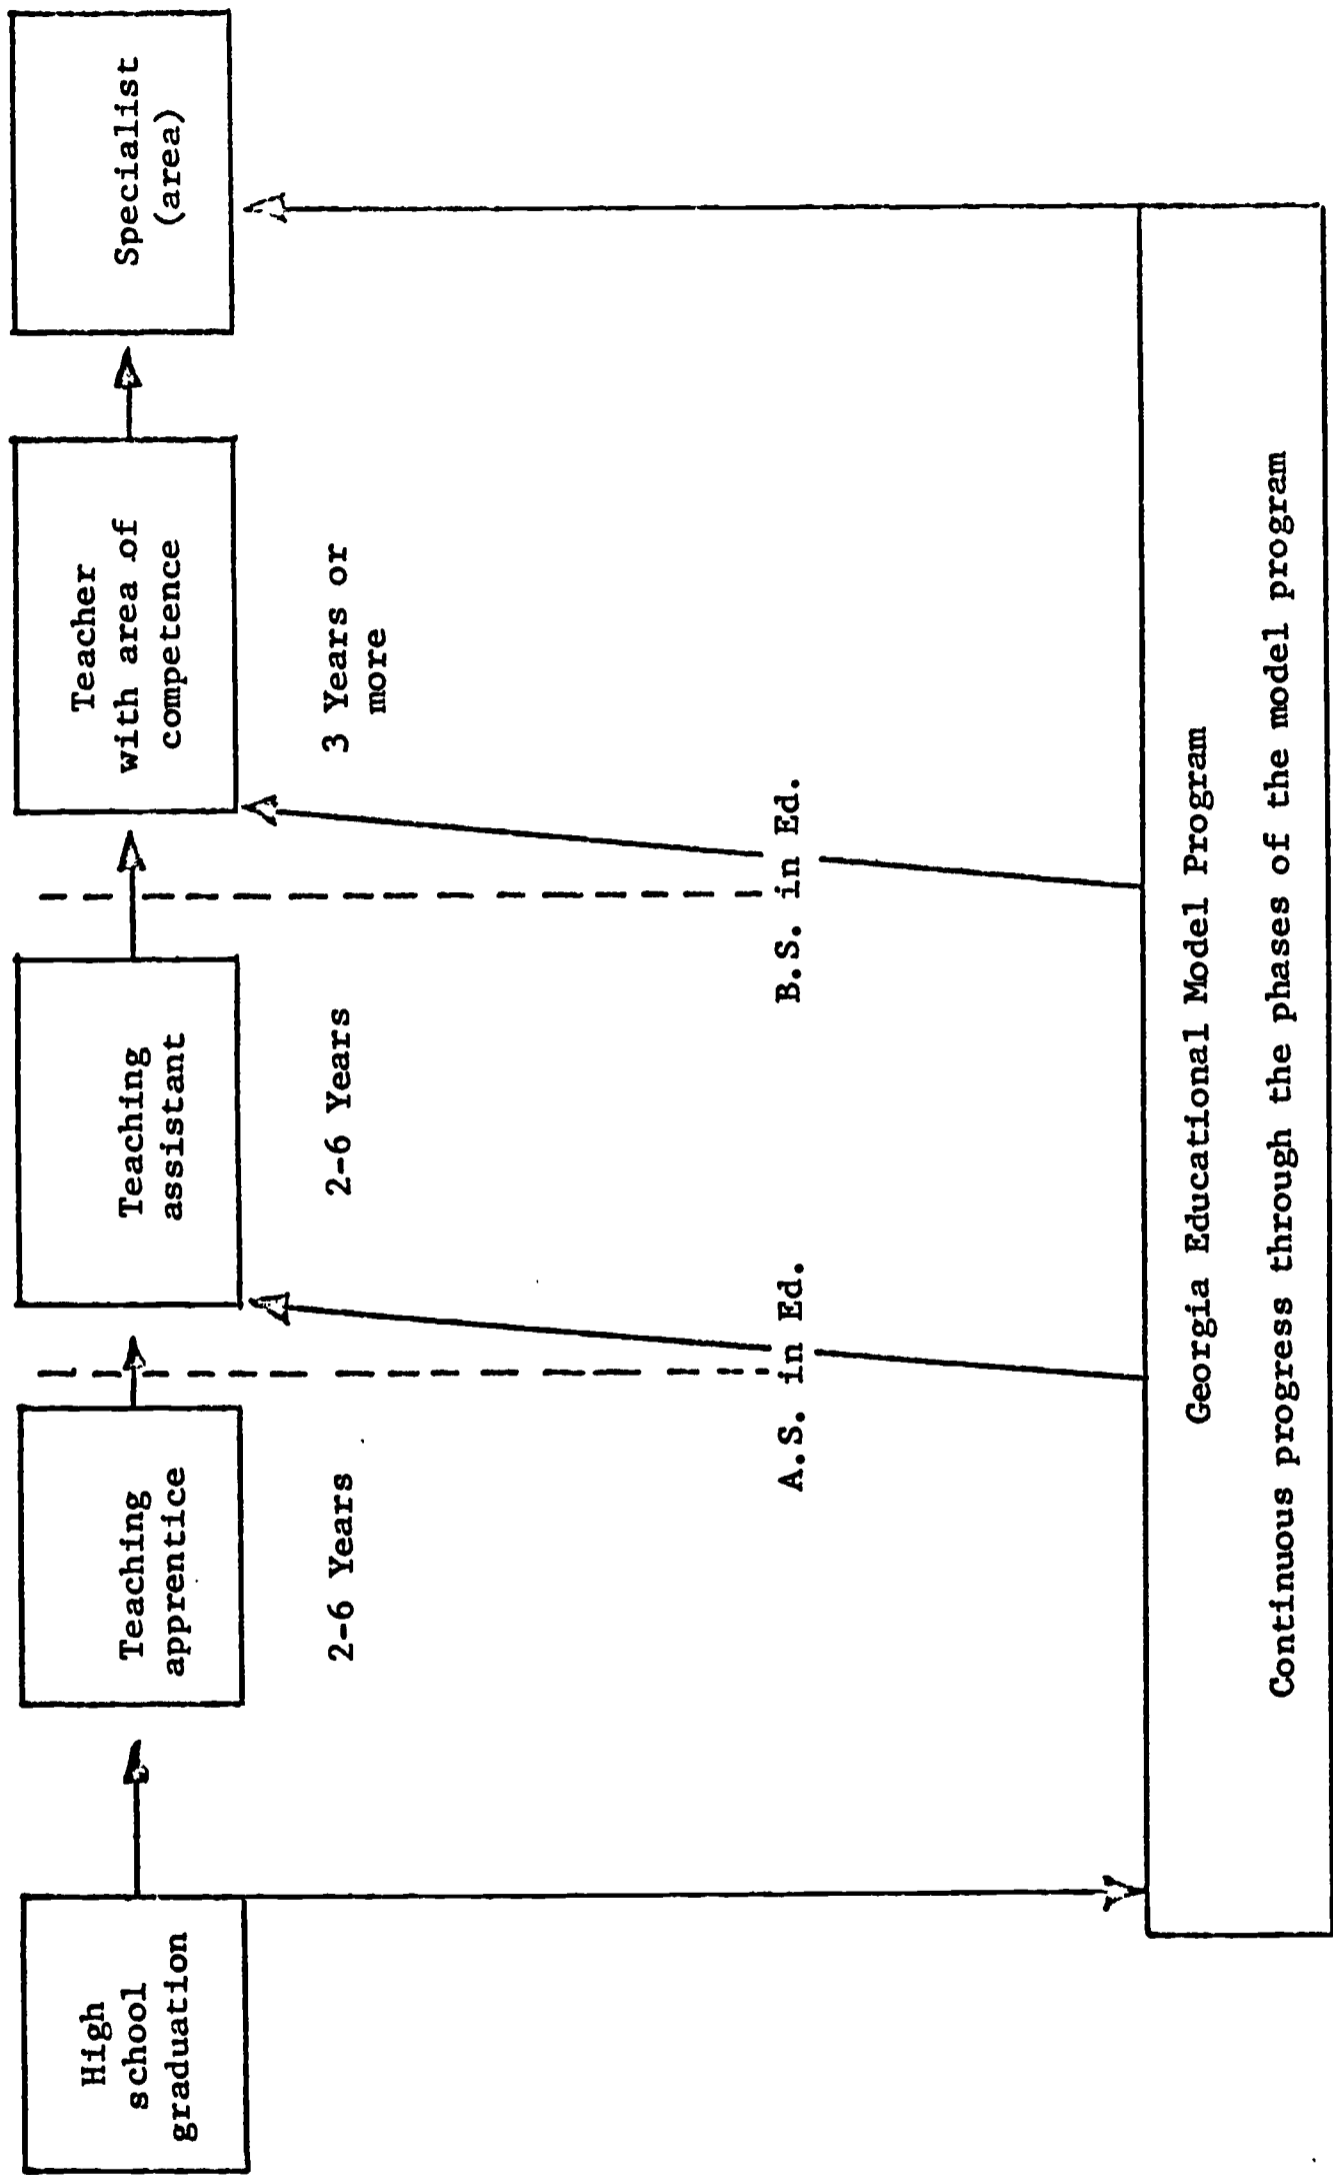 High
school
graduation
Teaching
apprentice
Teaching
assistant
Teacher
with area of
competence
Specialist
(area)
2-6 Years
2-6 Years
3 Years or
more
A.S. in Ed.
B.S. in Ed.
Georgia Educational Model Program
Continuous progress through the phases of the model program